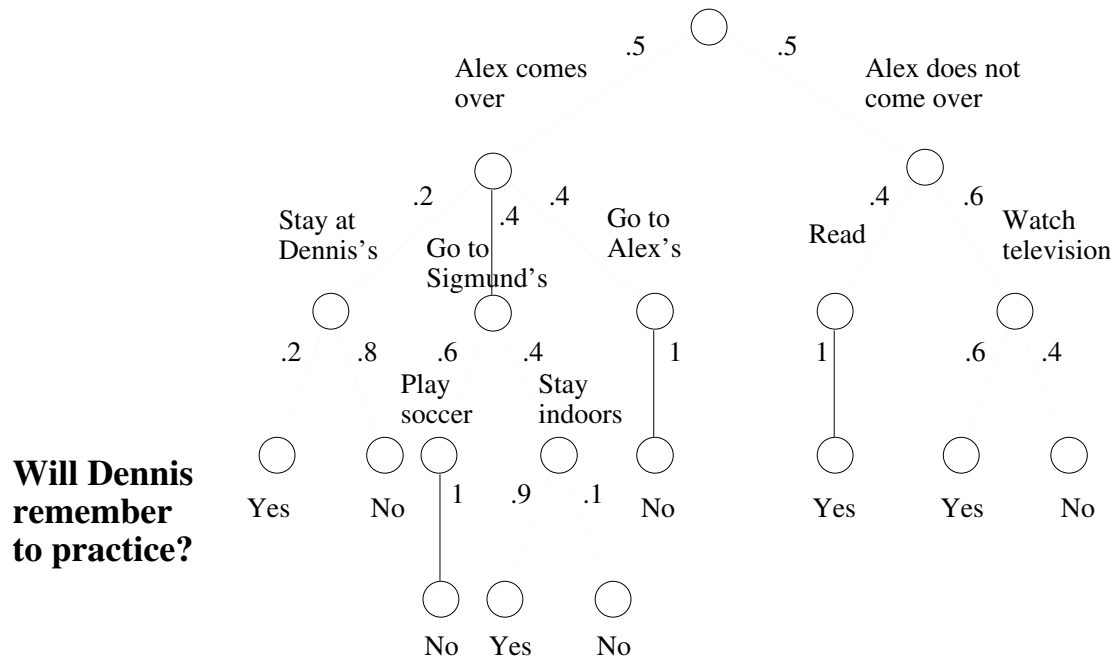 .5 .5
Alex comes
over
Alex does not
come over
.2 .4 .4
.4 .6
Stay at
Dennis's
Go to
Sigmund's
Go to
Alex's
Read
Watch
television
.2 .8 .6 .4 1 1 .6 .4
Play
soccer
Stay
indoors
Will Dennis
remember
to practice?
Yes No 1 .9 .1 No Yes Yes No
No Yes No